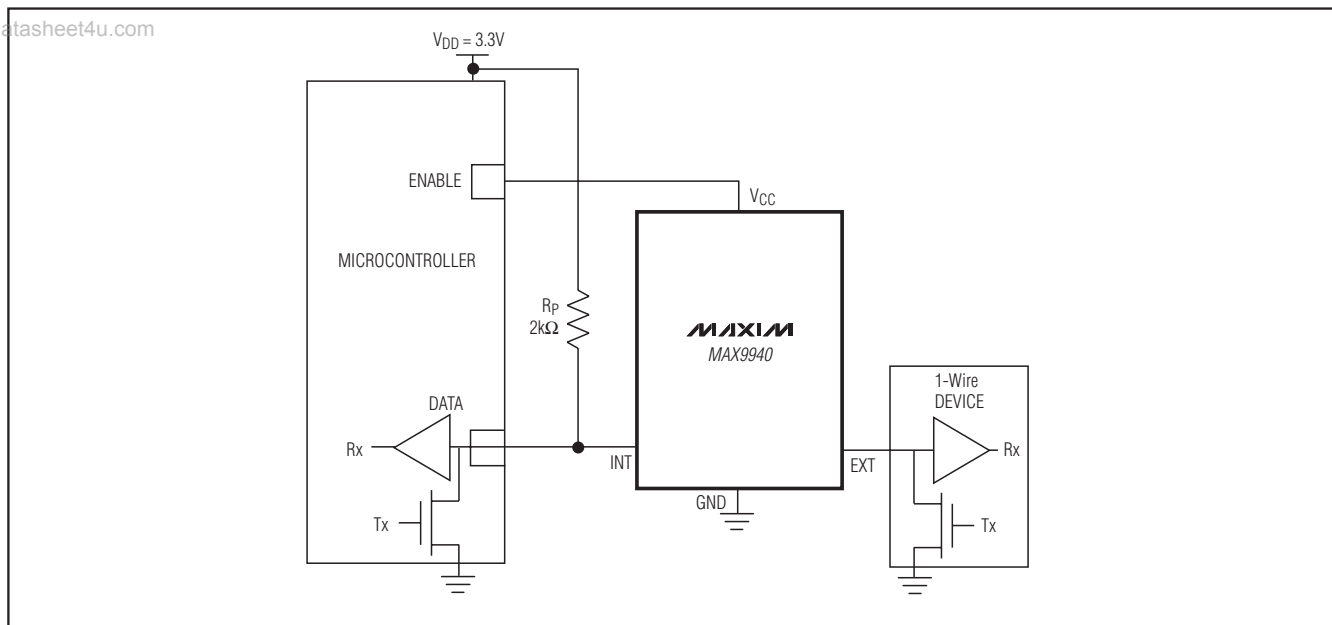 atasheet4u.com
VDD = 3.3V
ENABLE
VCC
MICROCONTROLLER
RP
2kΩ
MAXIM
MAX9940
1-Wire
DEVICE
DATA
Rx
Rx
INT
EXT
GND
Tx
Tx